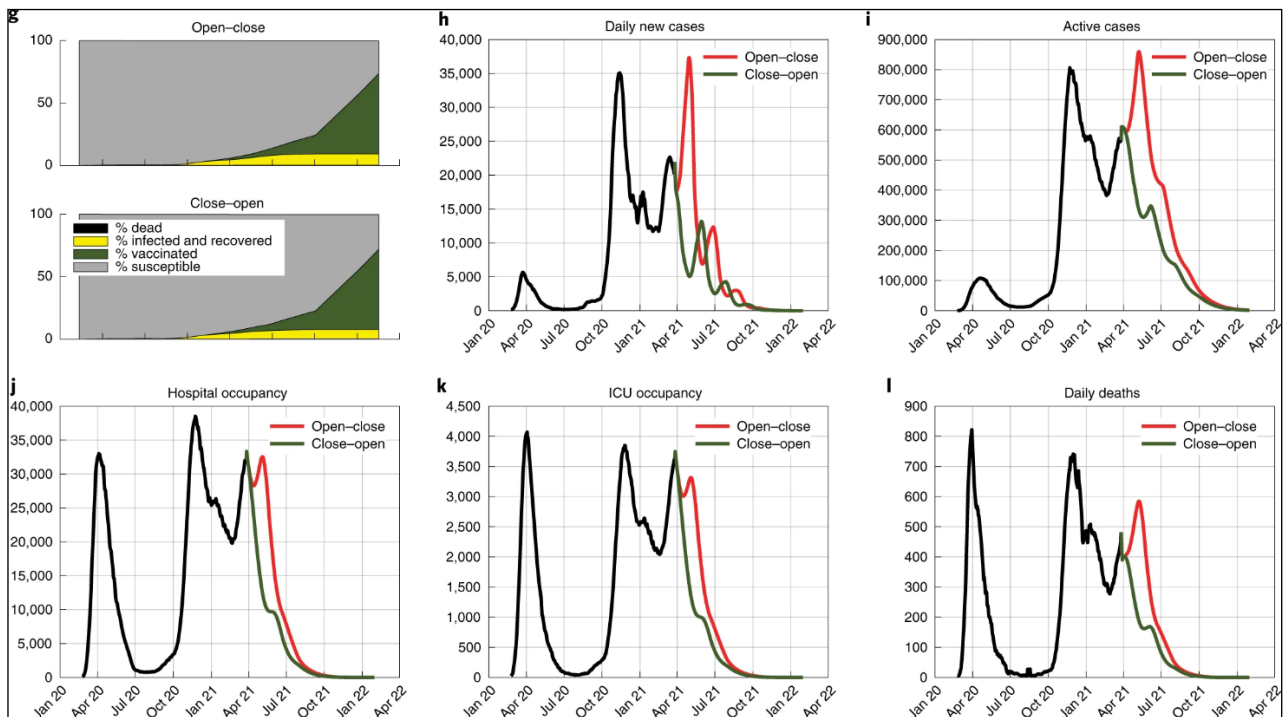 g
Open–close
100
50
0
Close–open
100
% dead
% infected and recovered
50
% vaccinated
% susceptible
0
h
Daily new cases
40,000
35,000
30,000
25,000
20,000
15,000
10,000
5,000
0
Open–close
Close–open
Jan 20
Apr 20
Jul 20
Oct 20
Jan 21
Apr 21
Jul 21
Oct 21
Jan 22
Apr 22
i
Active cases
900,000
800,000
700,000
600,000
500,000
400,000
300,000
200,000
100,000
0
Open–close
Close–open
Jan 20
Apr 20
Jul 20
Oct 20
Jan 21
Apr 21
Jul 21
Oct 21
Jan 22
Apr 22
j
Hospital occupancy
40,000
35,000
30,000
25,000
20,000
15,000
10,000
5,000
0
Open–close
Close–open
Jan 20
Apr 20
Jul 20
Oct 20
Jan 21
Apr 21
Jul 21
Oct 21
Jan 22
Apr 22
k
ICU occupancy
4,500
4,000
3,500
3,000
2,500
2,000
1,500
1,000
500
0
Open–close
Close–open
Jan 20
Apr 20
Jul 20
Oct 20
Jan 21
Apr 21
Jul 21
Oct 21
Jan 22
Apr 22
l
Daily deaths
900
800
700
600
500
400
300
200
100
0
Open–close
Close–open
Jan 20
Apr 20
Jul 20
Oct 20
Jan 21
Apr 21
Jul 21
Oct 21
Jan 22
Apr 22